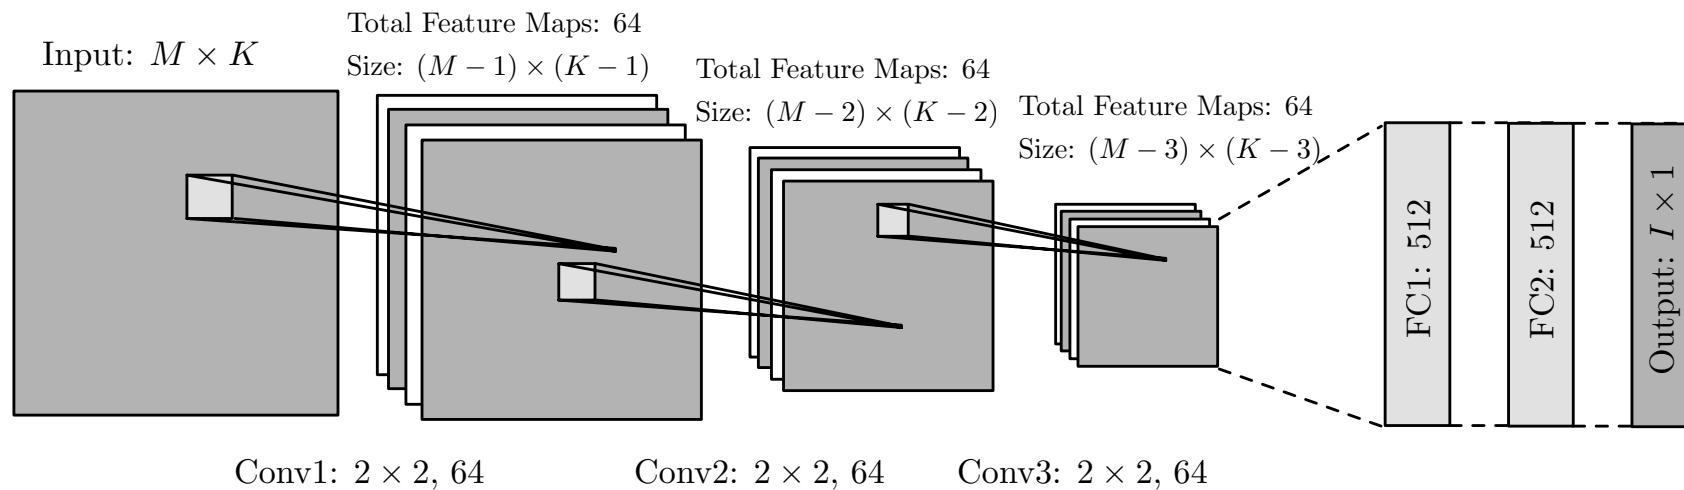 Input: M × K
Total Feature Maps: 64
Size: (M − 1) × (K − 1)
Total Feature Maps: 64
Size: (M − 2) × (K − 2)
Total Feature Maps: 64
Size: (M − 3) × (K − 3)
FC1: 512
FC2: 512
Output: I × 1
Conv1: 2 × 2, 64
Conv2: 2 × 2, 64
Conv3: 2 × 2, 64